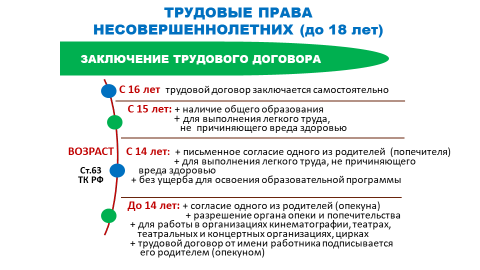 ТРУДОВЫЕ ПРАВА
НЕСОВЕРШЕННОЛЕТНИХ (до 18 лет)
ЗАКЛЮЧЕНИЕ ТРУДОВОГО ДОГОВОРА
С 16 лет трудовой договор заключается самостоятельно
С 15 лет: + наличие общего образования
+ для выполнения легкого труда,
не причиняющего вреда здоровью
ВОЗРАСТ
Ст.63
ТК РФ
С 14 лет: + письменное согласие одного из родителей (попечителя)
+ для выполнения легкого труда, не причиняющего
вреда здоровью
+ без ущерба для освоения образовательной программы
До 14 лет: + согласие одного из родителей (опекуна)
+ разрешение органа опеки и попечительства
+ для работы в организациях кинематографии, театрах,
театральных и концертных организациях, цирках
+ трудовой договор от имени работника подписывается
его родителем (опекуном)